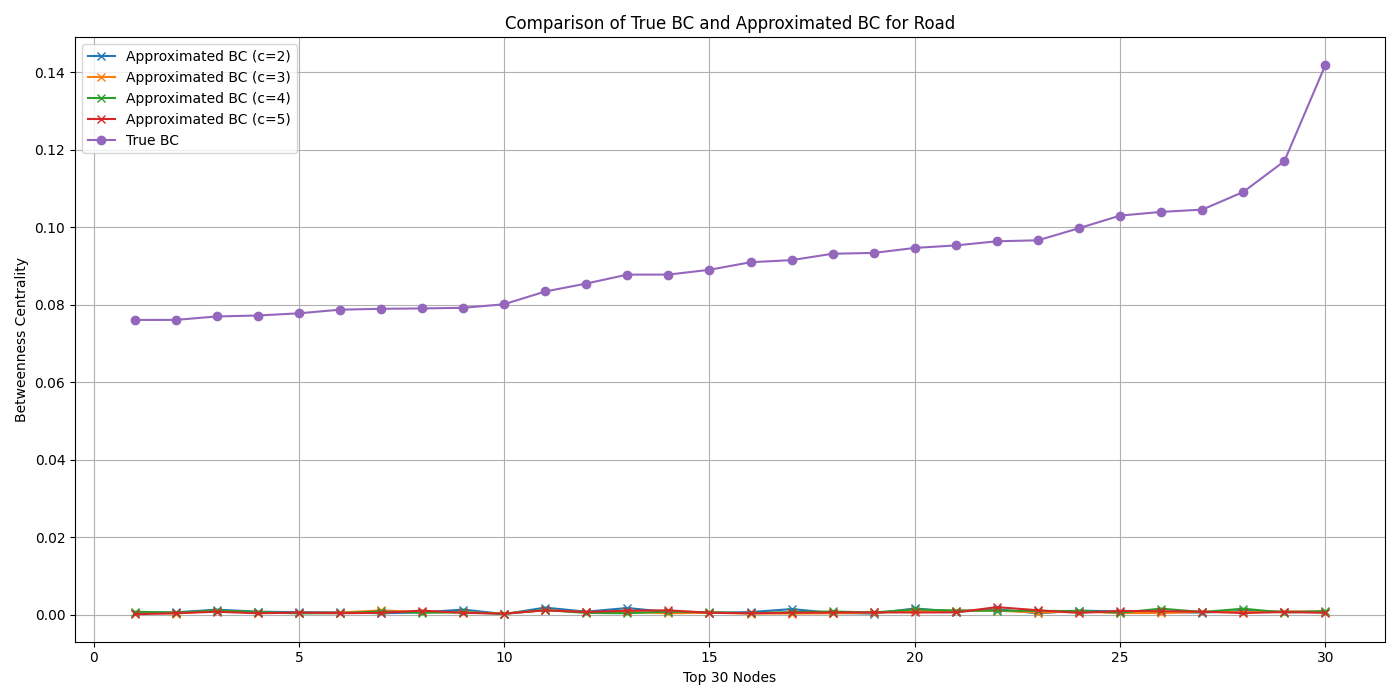 Comparison of True BC and Approximated BC for Road
Approximated BC (c=2)
Approximated BC (c=3)
Approximated BC (c=4)
Approximated BC (c=5)
True BC
Betweenness Centrality
0.14
0.12
0.10
0.08
0.06
0.04
0.02
0.00
0 5 10 15 20 25 30
Top 30 Nodes